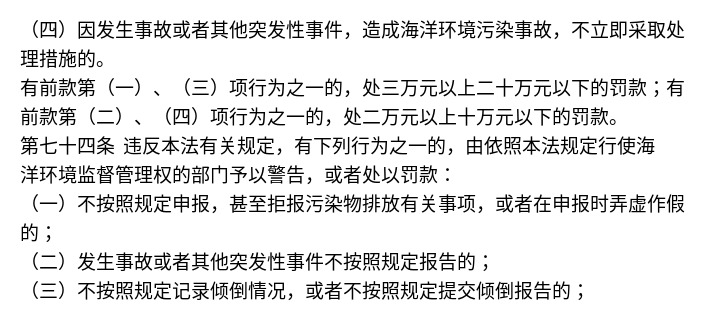 （四）因发生事故或者其他突发性事件，造成海洋环境污染事故，不立即采取处
理措施的。
有前款第（一）、（三）项行为之一的，处三万元以上二十万元以下的罚款；有
前款第（二）、（四）项行为之一的，处二万元以上十万元以下的罚款。
第七十四条 违反本法有关规定，有下列行为之一的，由依照本法规定行使海
洋环境监督管理权的部门予以警告，或者处以罚款：
（一）不按照规定申报，甚至拒报污染物排放有关事项，或者在申报时弄虚作假
的；
（二）发生事故或者其他突发性事件不按照规定报告的；
（三）不按照规定记录倾倒情况，或者不按照规定提交倾倒报告的；